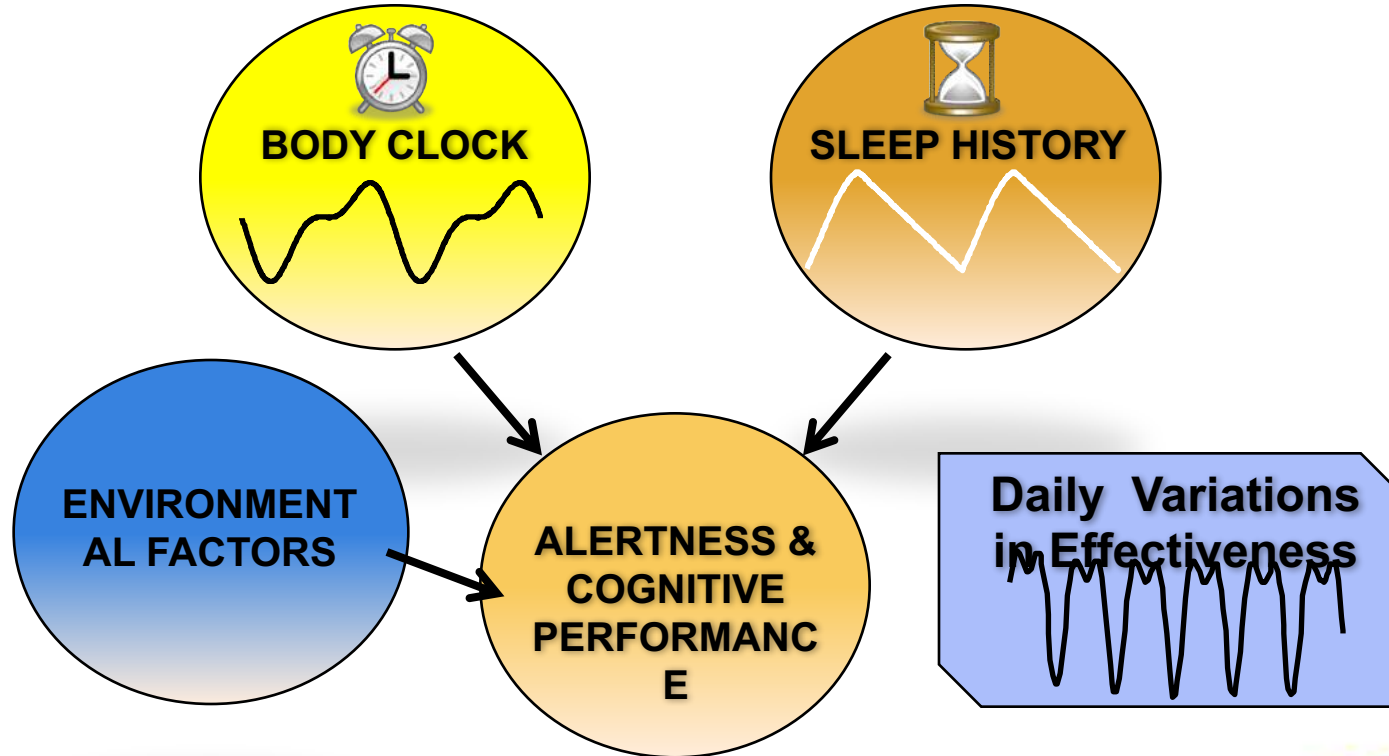 BODY CLOCK
SLEEP HISTORY
ENVIRONMENT
AL FACTORS
ALERTNESS &
COGNITIVE
PERFORMANC
E
Daily Variations
in Effectiveness